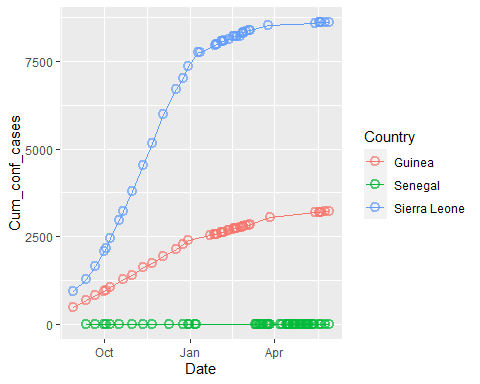 7500
5000
2500
0
Cum_conf_cases
Oct
Jan
Apr
Date
Country
Guinea
Senegal
Sierra Leone